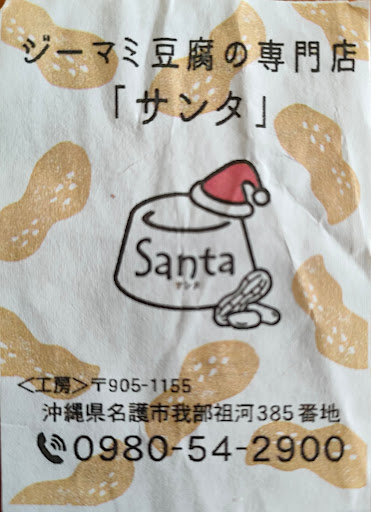 ジーマミ豆腐の専門店
「サンタ」
Santa
サンタ
＜工房＞〒905-1155
沖縄県名護市我部祖河385番地
0980-54-2900